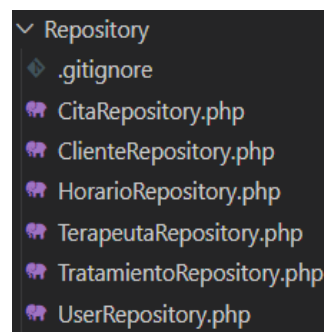 Repository
.gitignore
CitaRepository.php
ClienteRepository.php
HorarioRepository.php
TerapeutaRepository.php
TratamientoRepository.php
UserRepository.php